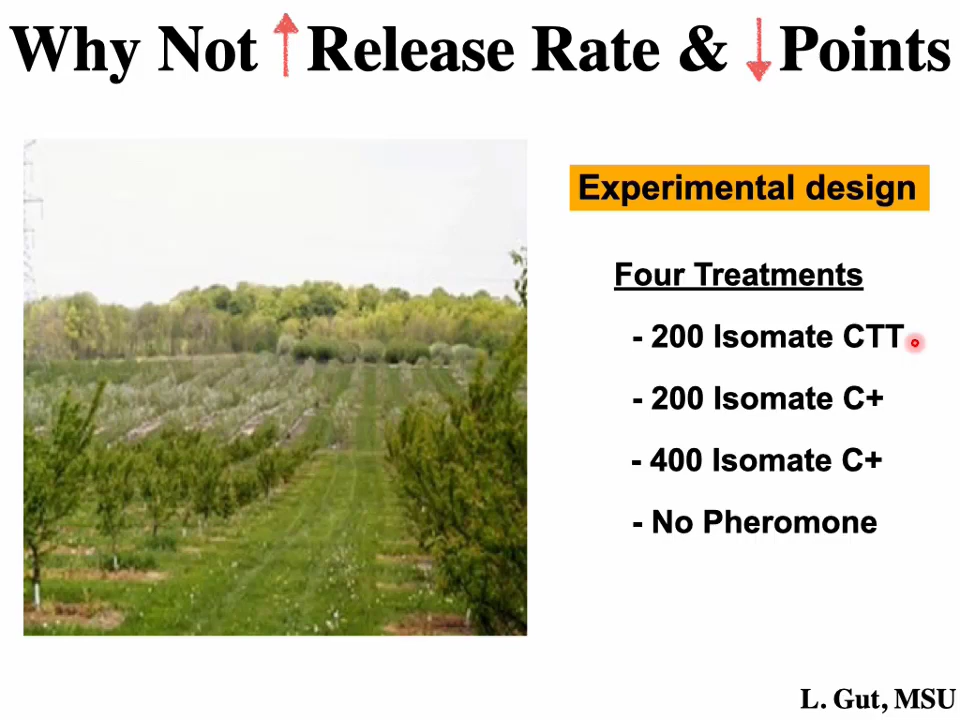 Why Not ↑Release Rate & ↓Points
Experimental design
Four Treatments
- 200 Isomate CTT
- 200 Isomate C+
- 400 Isomate C+
- No Pheromone
L. Gut, MSU